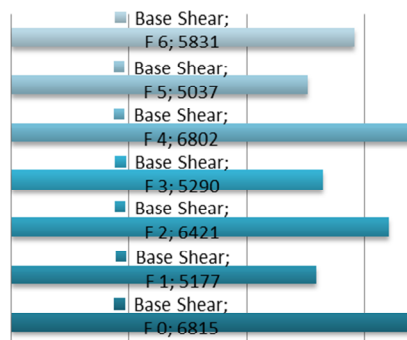 Base Shear;
F 6; 5831
Base Shear;
F 5; 5037
Base Shear;
F 4; 6802
Base Shear;
F 3; 5290
Base Shear;
F 2; 6421
Base Shear;
F 1; 5177
Base Shear;
F 0; 6815